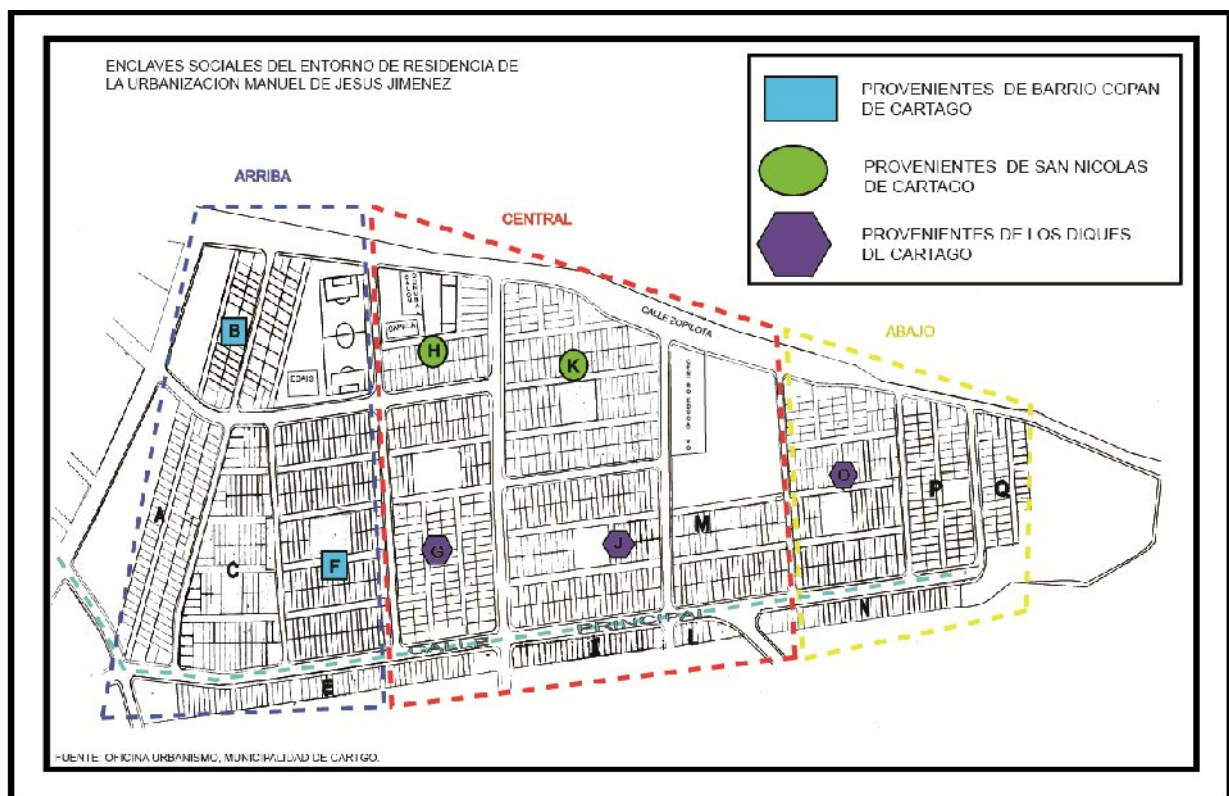 ENCLAVES SOCIALES DEL ENTORNO DE RESIDENCIA DE
LA URBANIZACION MANUEL DE JESUS JIMENEZ
PROVENIENTES DE BARRIO COPAN
DE CARTAGO
PROVENIENTES DE SAN NICOLAS
DE CARTAGO
PROVENIENTES DE LOS DIQUES
DE CARTAGO
ARRIBA
CENTRAL
ABAJO
CALLE ZOPILOTA
SALON
CAPILLA
EBAIS
B
H
K
A
C
F
G
J
M
O
P
Q
E
I
L
N
CALLE PRINCIPAL
FUENTE: OFICINA URBANISMO, MUNICIPALIDAD DE CARTGO.